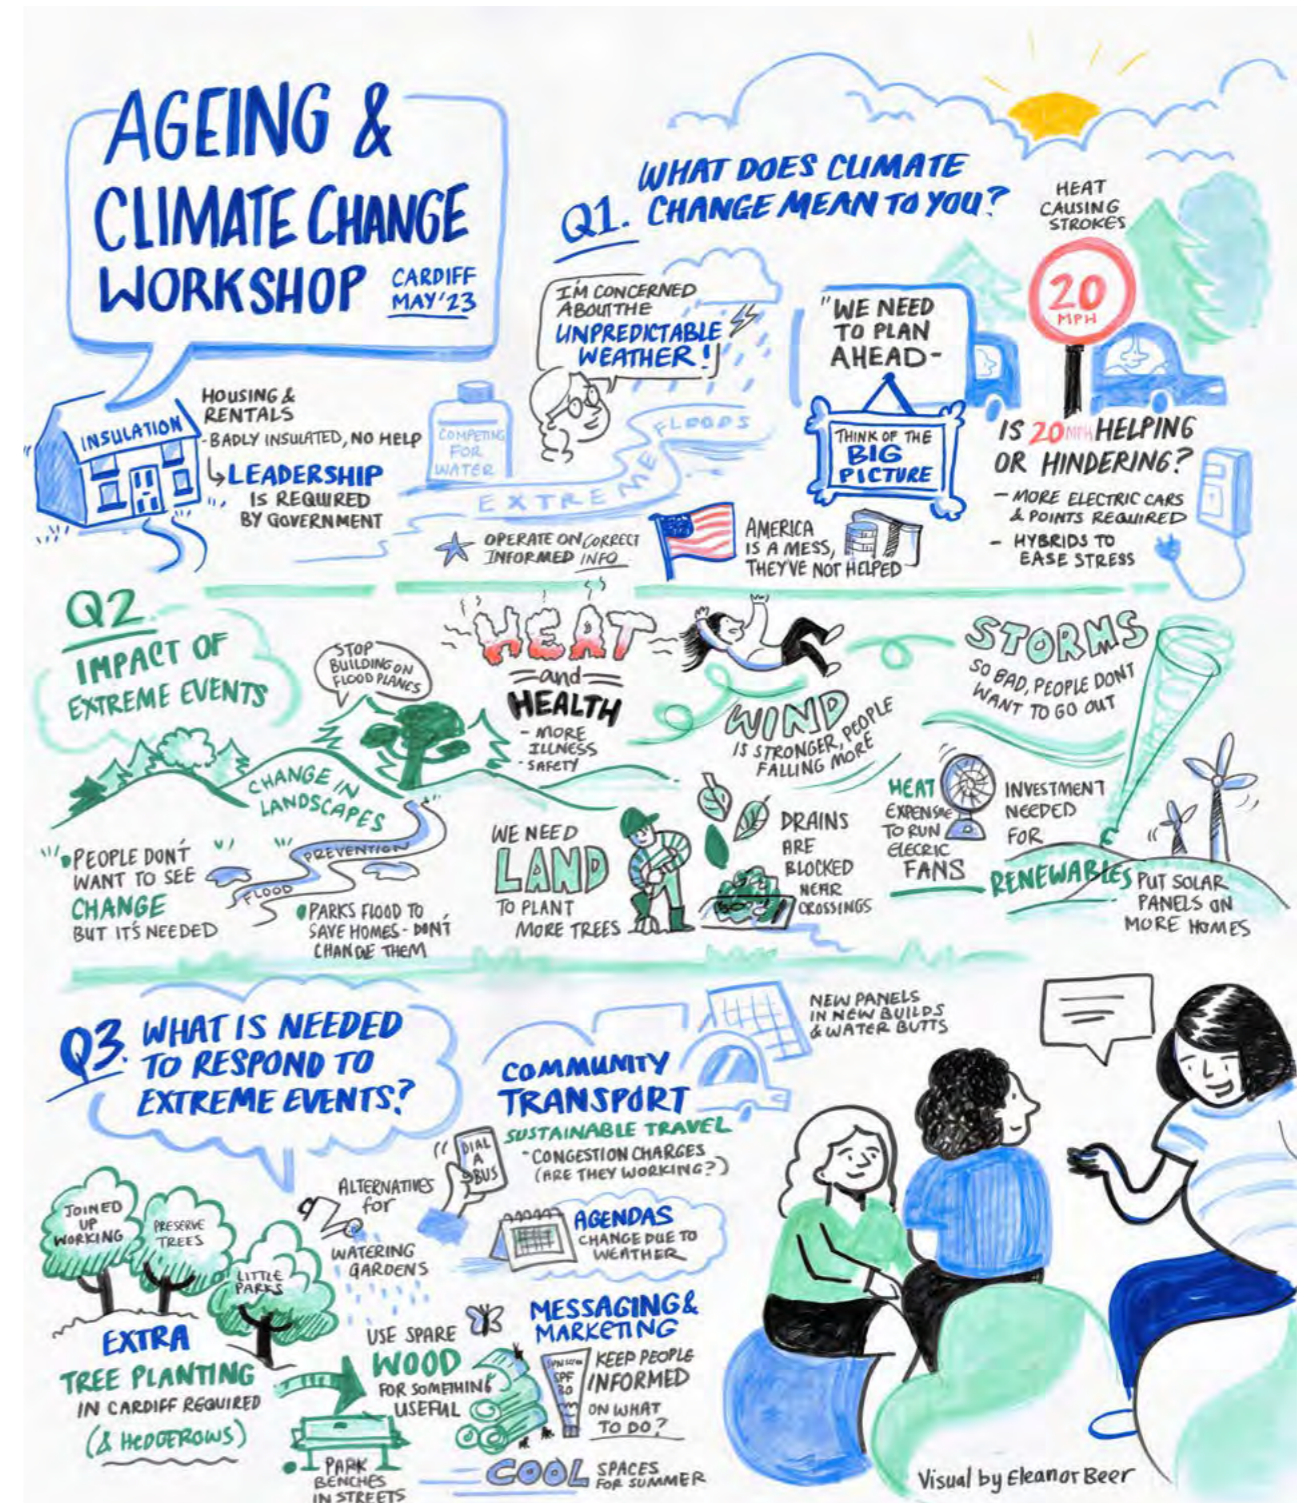 AGEING &
CLIMATE CHANGE
WORKSHOP
CARDIFF
MAY '23
INSULATION
HOUSING &
RENTALS
- BADLY INSULATED, NO HELP
LEADERSHIP
IS REQUIRED
BY GOVERNMENT
COMPETING
FOR
WATER
Q1. WHAT DOES CLIMATE
CHANGE MEAN TO YOU?
I'M CONCERNED
ABOUT THE
UNPREDICTABLE
WEATHER!
EXTREME FLOODS
OPERATE ON CORRECT
INFORMED INFO
"WE NEED
TO PLAN
AHEAD-
THINK OF THE
BIG
PICTURE
AMERICA
IS A MESS,
THEY'VE NOT HELPED
HEAT
CAUSING
STROKES
20
MPH
IS 20 MPH HELPING
OR HINDERING?
- MORE ELECTRIC CARS
& POINTS REQUIRED
- HYBRIDS TO
EASE STRESS
Q2
IMPACT OF
EXTREME EVENTS
STOP
BUILDING ON
FLOOD PLANES
CHANGE IN
LANDSCAPES
PEOPLE DON'T
WANT TO SEE
CHANGE
BUT IT'S NEEDED
FLOOD PREVENTION
PARKS FLOOD TO
SAVE HOMES - DON'T
CHANGE THEM
HEAT
and
HEALTH
- MORE
ILLNESS
- SAFETY
WIND
IS STRONGER, PEOPLE
FALLING MORE
STORMS
SO BAD, PEOPLE DON'T
WANT TO GO OUT
WE NEED
LAND
TO PLANT
MORE TREES
DRAINS
ARE
BLOCKED
NEAR
CROSSINGS
HEAT
EXPENSIVE
TO RUN
ELECRIC
FANS
INVESTMENT
NEEDED
FOR
RENEWABLES
PUT SOLAR
PANELS ON
MORE HOMES
Q3. WHAT IS NEEDED
TO RESPOND TO
EXTREME EVENTS?
JOINED
UP
WORKING
PRESERVE
TREES
LITTLE
PARKS
EXTRA
TREE PLANTING
IN CARDIFF REQUIRED
(& HEDGEROWS)
ALTERNATIVES
for
WATERING
GARDENS
DIAL
A
BUS
COMMUNITY
TRANSPORT
SUSTAINABLE TRAVEL
- CONGESTION CHARGES
(ARE THEY WORKING?)
NEW PANELS
IN NEW BUILDS
& WATER BUTTS
AGENDAS
CHANGE DUE TO
WEATHER
USE SPARE
WOOD
FOR SOMETHING
USEFUL
PARK
BENCHES
IN STREETS
MESSAGING &
MARKETING
SPF
30
KEEP PEOPLE
INFORMED
ON WHAT
TO DO?
COOL SPACES
FOR SUMMER
Visual by Eleanor Beer